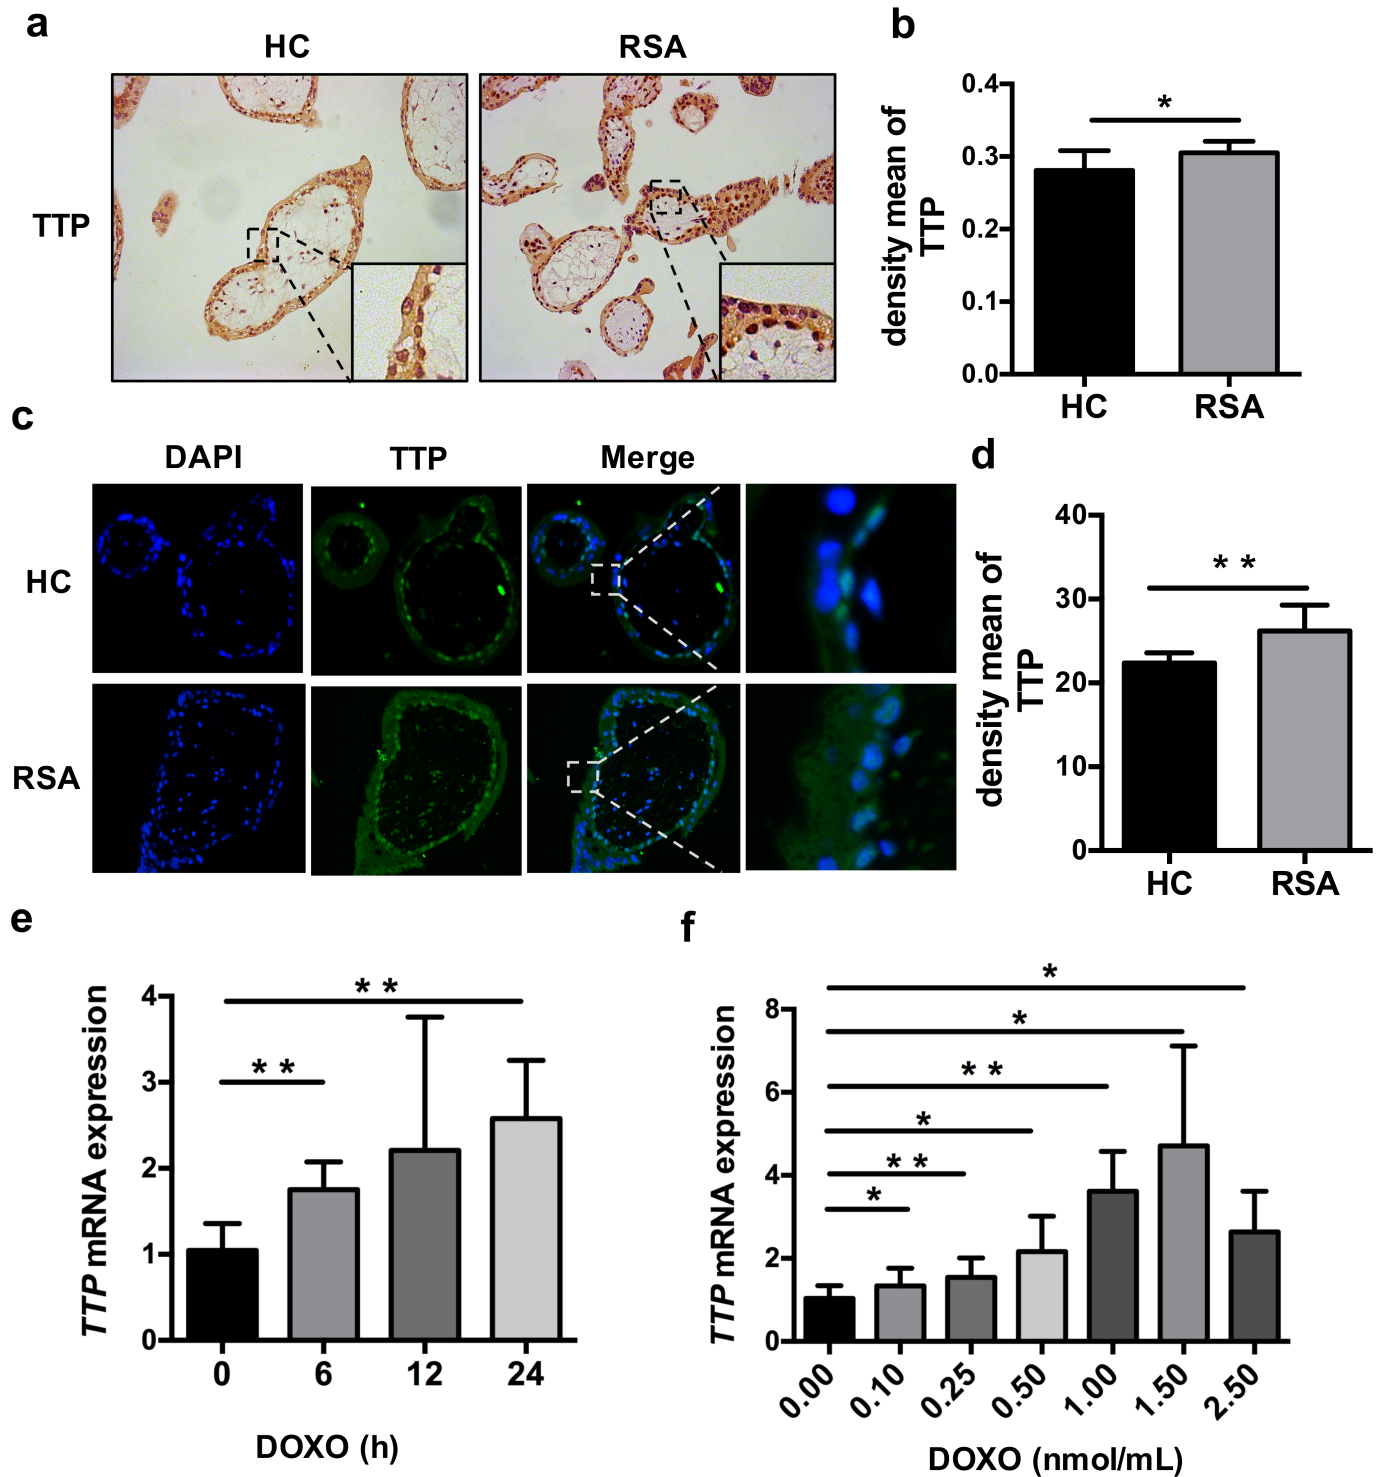 a
HC
RSA
TTP
b
density mean of
TTP
0.4
0.3
0.2
0.1
0.0
*
HC
RSA
c
DAPI
TTP
Merge
HC
RSA
d
density mean of
TTP
40
30
20
10
0
* *
HC
RSA
e
TTP mRNA expression
4
3
2
1
0
* *
* *
0
6
12
24
DOXO (h)
f
TTP mRNA expression
8
6
4
2
0
*
*
* *
*
* *
*
0.00
0.10
0.25
0.50
1.00
1.50
2.50
DOXO (nmol/mL)